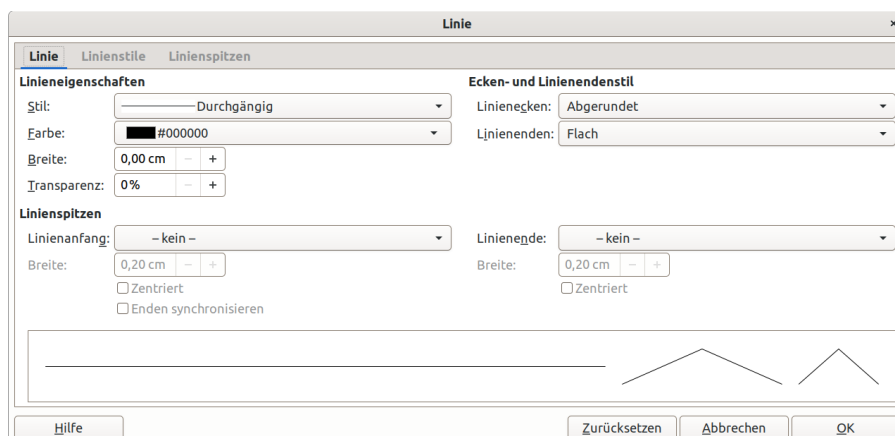 Linie ×
Linie Linienstile Linienspitzen
Linieneigenschaften
Stil: Durchgängig
Farbe: #000000
Breite: 0,00 cm − +
Transparenz: 0% − +
Ecken- und Linienendenstil
Linienecken: Abgerundet
Linienenden: Flach
Linienspitzen
Linienanfang: – kein –
Breite: 0,20 cm − +
Zentriert
Enden synchronisieren
Linienende: – kein –
Breite: 0,20 cm − +
Zentriert
Hilfe Zurücksetzen Abbrechen OK